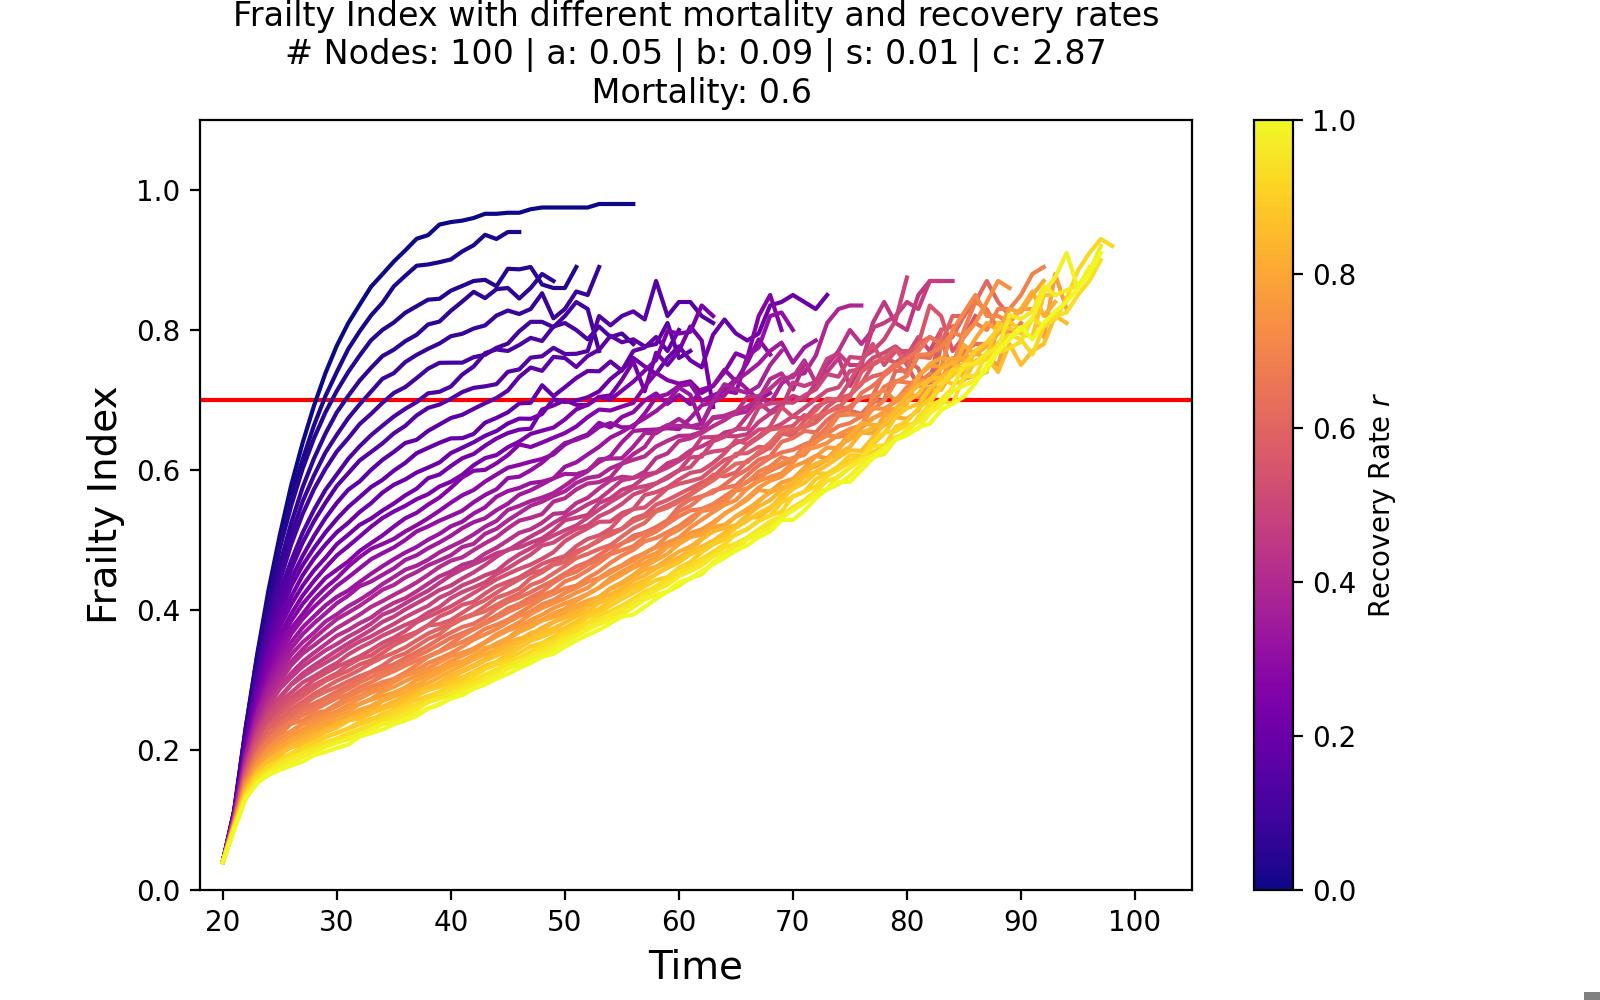 Frailty Index with different mortality and recovery rates
# Nodes: 100 | a: 0.05 | b: 0.09 | s: 0.01 | c: 2.87
Mortality: 0.6
Frailty Index
1.0
0.8
0.6
0.4
0.2
0.0
20 30 40 50 60 70 80 90 100
Time
1.0
0.8
0.6
0.4
0.2
0.0
Recovery Rate r